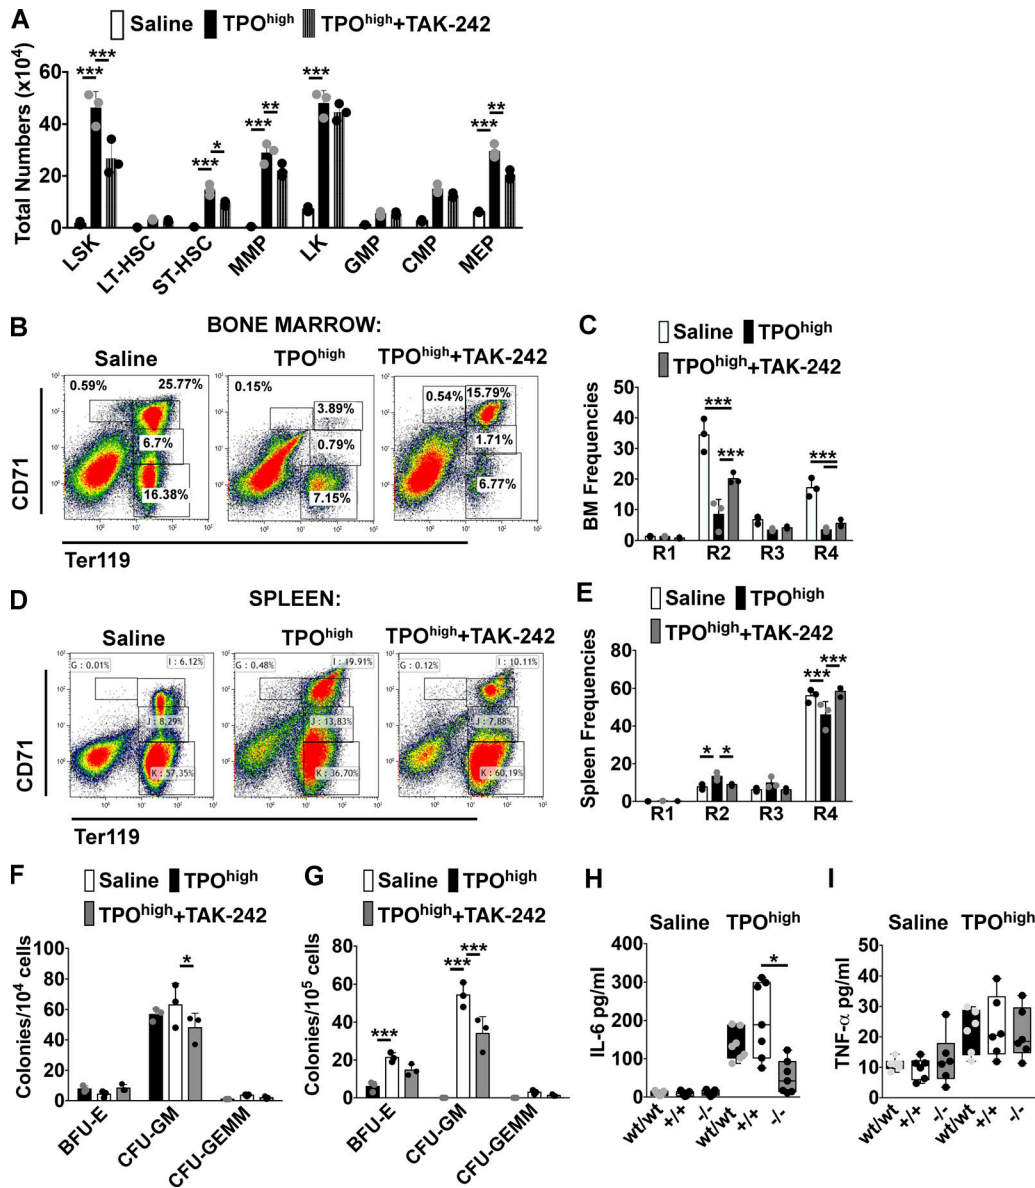 A
Saline TPOhigh TPOhigh+TAK-242
Total Numbers (x104)
60
40
20
0
*** ***
*** *
*** **
***
*** **
LSK LT-HSC ST-HSC MMP LK GMP CMP MEP
B
BONE MARROW:
Saline TPOhigh TPOhigh+TAK-242
CD71
0.59% 25.77%
6.7%
16.38%
0.15%
3.89%
0.79%
7.15%
0.54% 15.79%
1.71%
6.77%
Ter119
C
Saline TPOhigh
TPOhigh+TAK-242
BM Frequencies
50
40
30
20
10
0
***
***
***
R1 R2 R3 R4
D
SPLEEN:
Saline TPOhigh TPOhigh+TAK-242
CD71
G : 0.01% I : 6.12%
J : 8.29%
K : 57.35%
G : 0.48% I : 19.91%
J : 13.83%
K : 36.70%
G : 0.12% I : 10.11%
J : 7.88%
K : 60.19%
Ter119
E
Saline TPOhigh
TPOhigh+TAK-242
Spleen Frequencies
80
60
40
20
0
* *
*** ***
R1 R2 R3 R4
F
Saline TPOhigh
TPOhigh+TAK-242
Colonies/104 cells
100
80
60
40
20
0
*
BFU-E CFU-GM CFU-GEMM
G
Saline TPOhigh
TPOhigh+TAK-242
Colonies/105 cells
80
60
40
20
0
***
*** ***
BFU-E CFU-GM CFU-GEMM
H
Saline TPOhigh
IL-6 pg/ml
400
300
200
100
0
*
wt/wt +/+ -/- wt/wt +/+ -/-
I
Saline TPOhigh
TNF-α pg/ml
50
40
30
20
10
0
wt/wt +/+ -/- wt/wt +/+ -/-